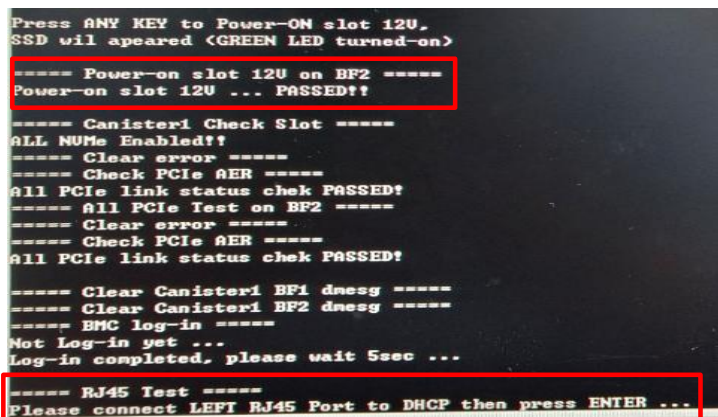 Press ANY KEY to Power-ON slot 12V,
SSD wil apeared <GREEN LED turned-on>
===== Power-on slot 12V on BF2 =====
Power-on slot 12V ... PASSED!!
===== Canister1 Check Slot =====
ALL NVMe Enabled!!
===== Clear error =====
===== Check PCIe AER =====
All PCIe link status chek PASSED!
===== All PCIe Test on BF2 =====
===== Clear error =====
===== Check PCIe AER =====
All PCIe link status chek PASSED!
===== Clear Canister1 BF1 dmesg =====
===== Clear Canister1 BF2 dmesg =====
===== BMC log-in =====
Not Log-in yet ...
Log-in completed, please wait 5sec ...
===== RJ45 Test =====
Please connect LEFT RJ45 Port to DHCP then press ENTER ...